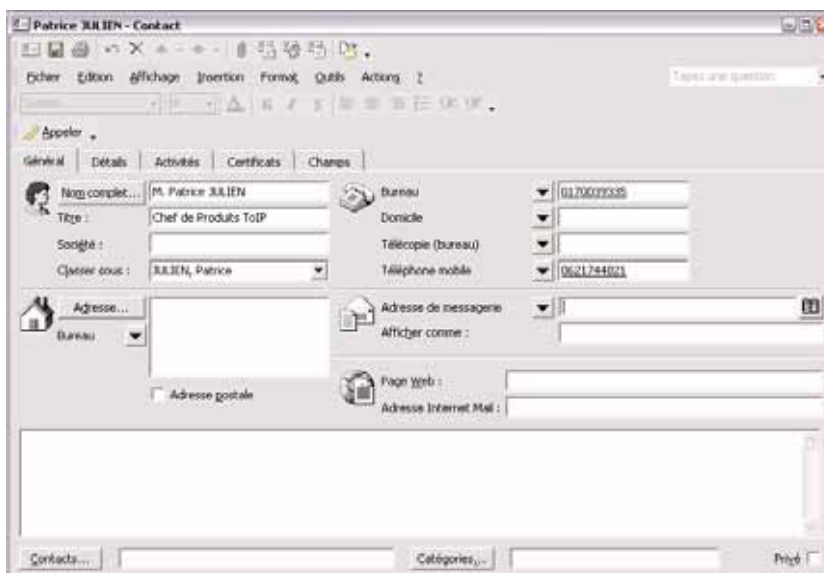 Patrice JULIEN - Contact
Fichier Edition Affichage Insertion Format Outils Actions ?
Tapez une question
G I S
Appeler
Général Détails Activités Certificats Champs
Nom complet... M. Patrice JULIEN
Bureau 0170039335
Titre : Chef de Produits ToIP
Domicile
Société :
Télécopie (bureau)
Classer sous : JULIEN, Patrice
Téléphone mobile 0621744021
Adresse...
Adresse de messagerie
Bureau
Afficher comme :
Adresse postale
Page Web :
Adresse Internet Mail :
Contacts...
Catégories...
Privé